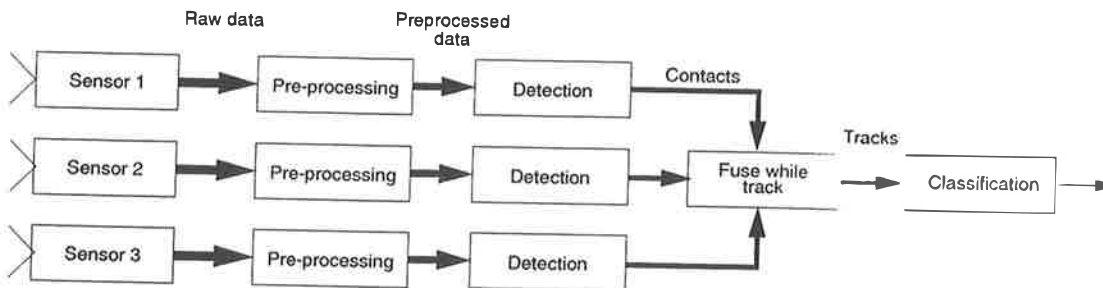 Raw data
Preprocessed
data
Sensor 1
Pre-processing
Detection
Contacts
Sensor 2
Pre-processing
Detection
Fuse while
track
Tracks
Classification
Sensor 3
Pre-processing
Detection